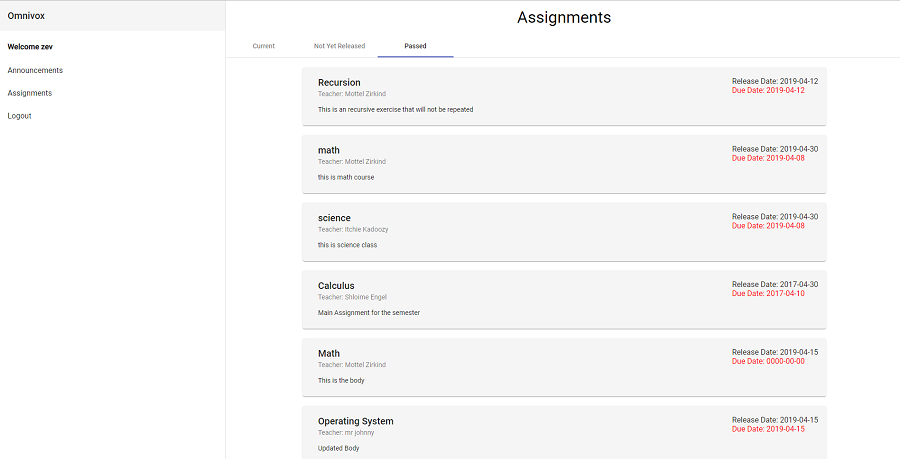 Omnivox
Welcome zev
Announcements
Assignments
Logout
Assignments
Current
Not Yet Released
Passed
Recursion
Teacher: Mottel Zirkind
This is an recursive exercise that will not be repeated
Release Date: 2019-04-12
Due Date: 2019-04-12
math
Teacher: Mottel Zirkind
this is math course
Release Date: 2019-04-30
Due Date: 2019-04-08
science
Teacher: Itchie Kadoozy
this is science class
Release Date: 2019-04-30
Due Date: 2019-04-08
Calculus
Teacher: Shloime Engel
Main Assignment for the semester
Release Date: 2017-04-30
Due Date: 2017-04-10
Math
Teacher: Mottel Zirkind
This is the body
Release Date: 2019-04-15
Due Date: 0000-00-00
Operating System
Teacher: mr johnny
Updated Body
Release Date: 2019-04-15
Due Date: 2019-04-15